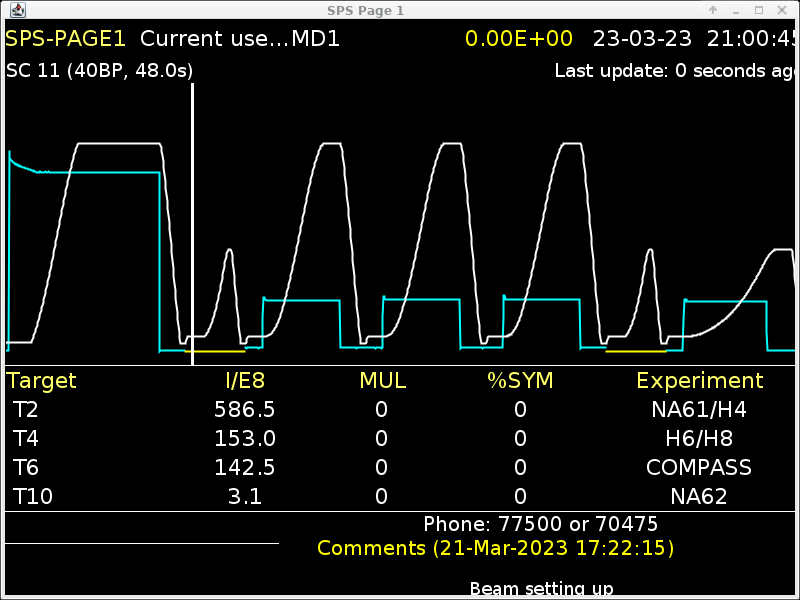 SPS Page 1
SPS-PAGE1 Current use...MD1 0.00E+00 23-03-23 21:00:45
SC 11 (40BP, 48.0s) Last update: 0 seconds ago
Target I/E8 MUL %SYM Experiment
T2 586.5 0 0 NA61/H4
T4 153.0 0 0 H6/H8
T6 142.5 0 0 COMPASS
T10 3.1 0 0 NA62
Phone: 77500 or 70475
Comments (21-Mar-2023 17:22:15)
Beam setting up